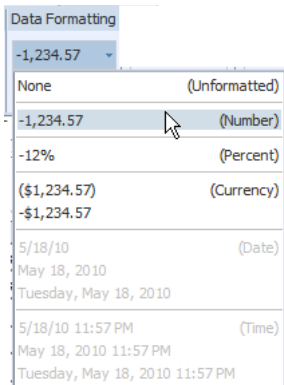 Data Formatting
-1,234.57
None (Unformatted)
-1,234.57 (Number)
-12% (Percent)
($1,234.57) (Currency)
-$1,234.57
5/18/10 (Date)
May 18, 2010
Tuesday, May 18, 2010
5/18/10 11:57 PM (Time)
May 18, 2010 11:57 PM
Tuesday, May 18, 2010 11:57 PM